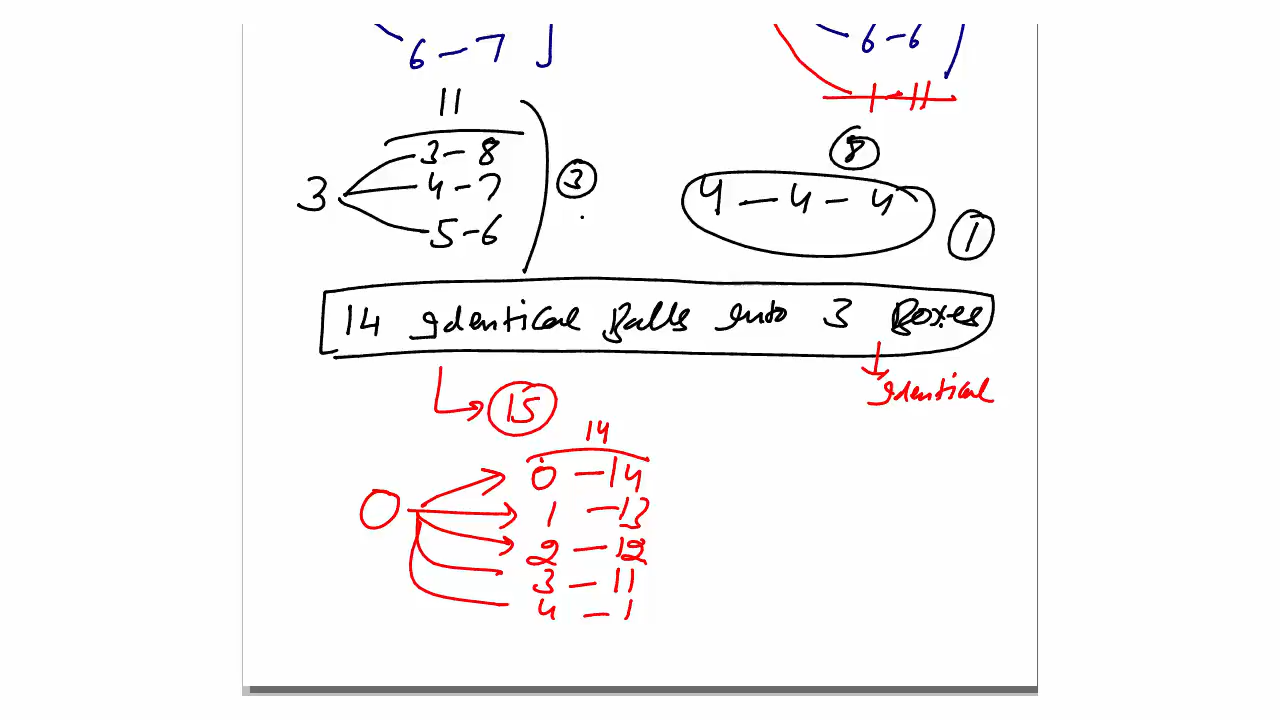 6 - 7
6 - 6
11
3 - 8
3
4 - 7
5 - 6
3
8
4 - 4 - 4
1
14 Identical Balls into 3 Boxes
Identical
15
14
0 - 14
0
1 - 13
2 - 12
3 - 11
4 - 1